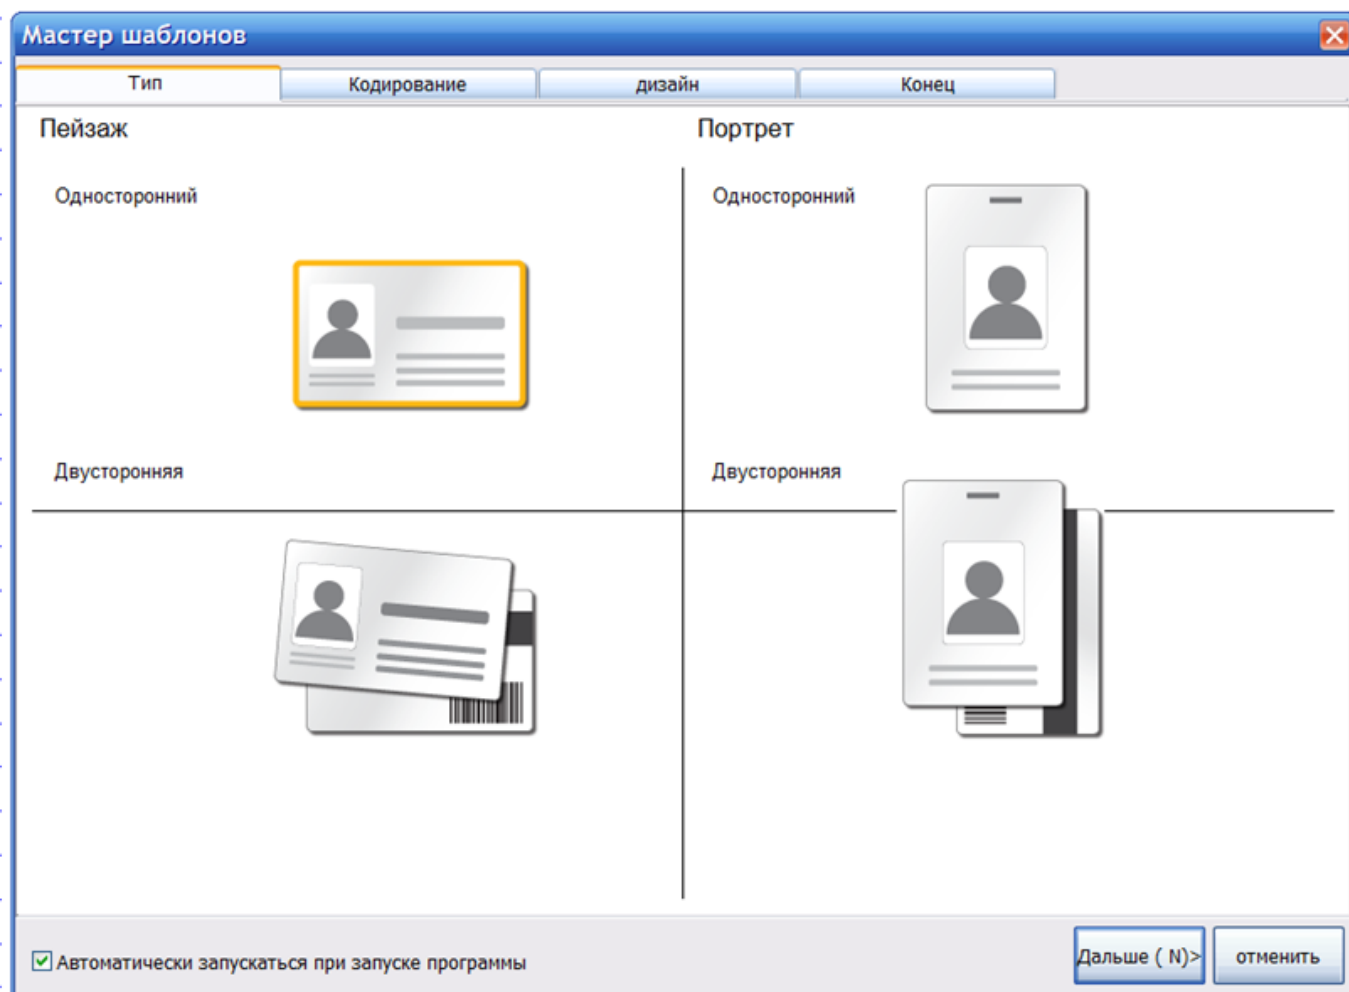 Мастер шаблонов
Тип
Кодирование
дизайн
Конец
Пейзаж
Портрет
Односторонний
Односторонний
Двусторонняя
Двусторонняя
Автоматически запускаться при запуске программы
Дальше ( N)>
отменить